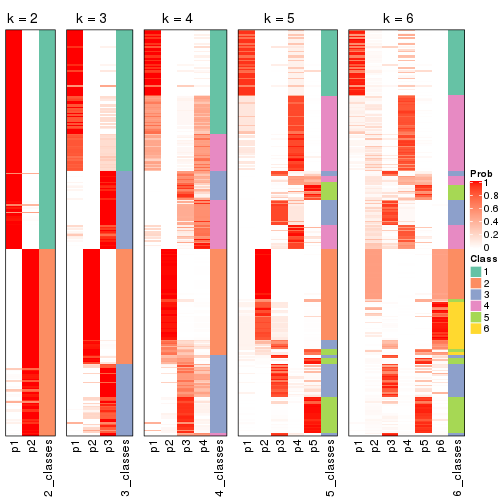 k = 2
k = 3
k = 4
k = 5
k = 6
Prob
1
0.8
0.6
0.4
0.2
0
Class
1
2
3
4
5
6
p1
p2
2_classes
p1
p2
p3
3_classes
p1
p2
p3
p4
4_classes
p1
p2
p3
p4
p5
5_classes
p1
p2
p3
p4
p5
p6
6_classes